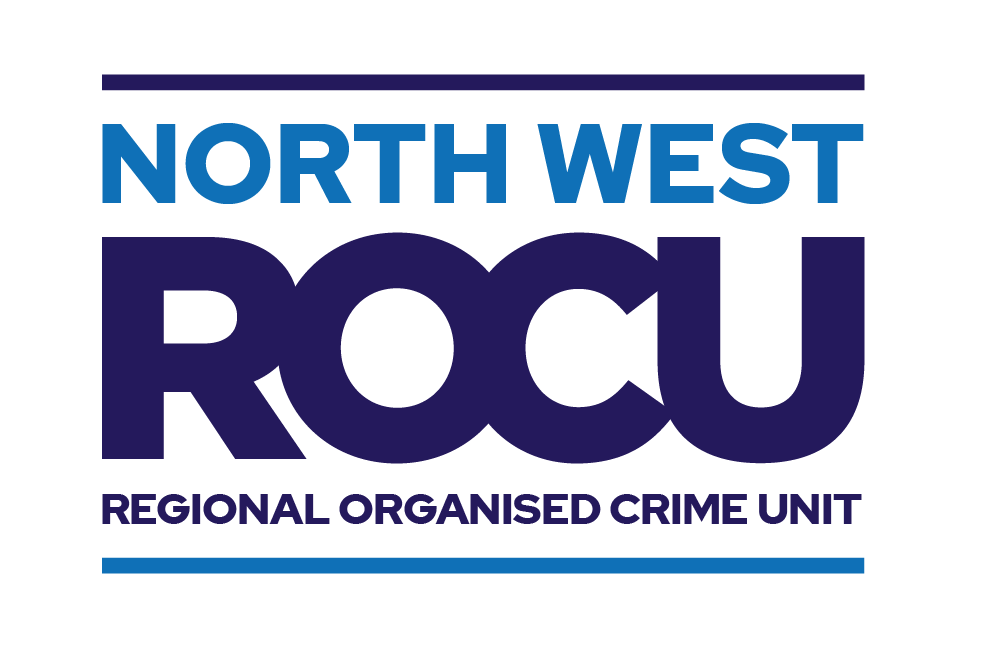 NORTH WEST
ROCU
REGIONAL ORGANISED CRIME UNIT